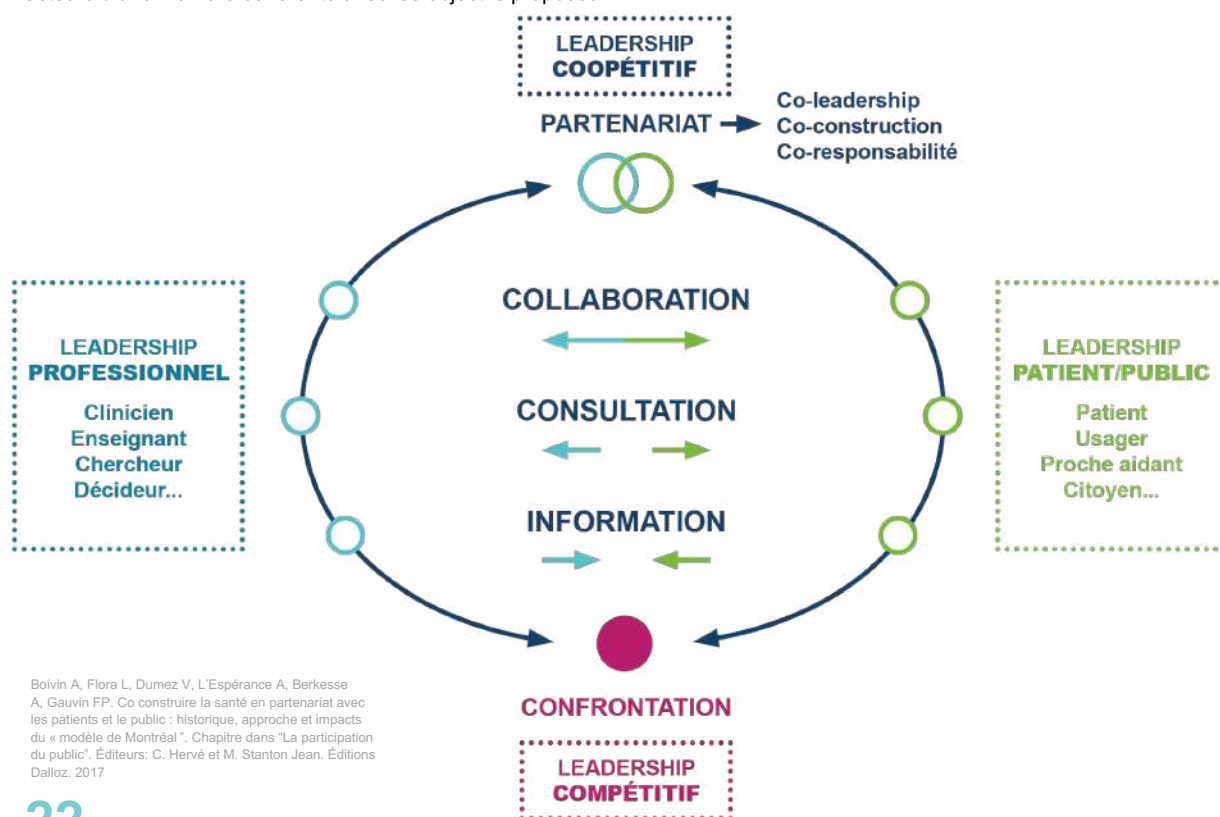 LEADERSHIP
COOPÉTITIF
PARTENARIAT
Co-leadership
Co-construction
Co-responsabilité
COLLABORATION
LEADERSHIP
PROFESSIONNEL
Clinicien
Enseignant
Chercheur
Décideur...
CONSULTATION
LEADERSHIP
PATIENT/PUBLIC
Patient
Usager
Proche aidant
Citoyen...
INFORMATION
CONFRONTATION
LEADERSHIP
COMPÉTITIF
Boivin A, Flora L, Dumez V, L’Espérance A, Berkesse
A, Gauvin FP. Co construire la santé en partenariat avec
les patients et le public : historique, approche et impacts
du « modèle de Montréal ". Chapitre dans “La participation
du public”. Éditeurs: C. Hervé et M. Stanton Jean. Éditions
Dalloz. 2017